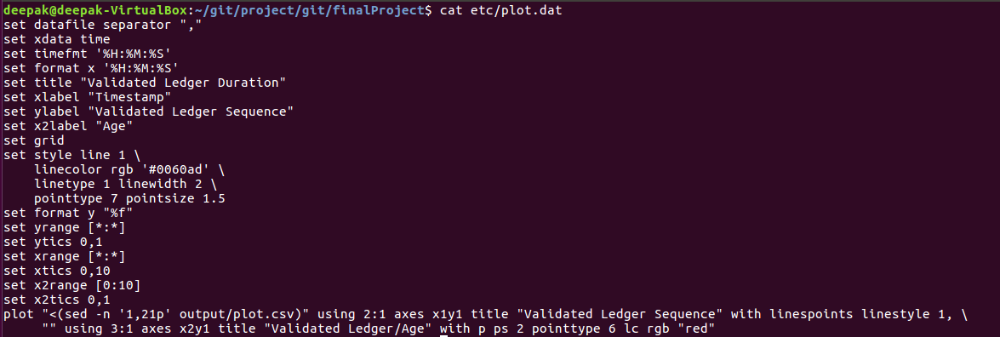 deepak@deepak-VirtualBox:~/git/project/git/finalProject$ cat etc/plot.dat
set datafile separator ","
set xdata time
set timefmt '%H:%M:%S'
set format x '%H:%M:%S'
set title "Validated Ledger Duration"
set xlabel "Timestamp"
set ylabel "Validated Ledger Sequence"
set x2label "Age"
set grid
set style line 1 \
    linecolor rgb '#0060ad' \
    linetype 1 linewidth 2 \
    pointtype 7 pointsize 1.5
set format y "%f"
set yrange [*:*]
set ytics 0,1
set xrange [*:*]
set xtics 0,10
set x2range [0:10]
set x2tics 0,1
plot "<(sed -n '1,21p' output/plot.csv)" using 2:1 axes x1y1 title "Validated Ledger Sequence" with linespoints linestyle 1, \
     "" using 3:1 axes x2y1 title "Validated Ledger/Age" with p ps 2 pointtype 6 lc rgb "red"